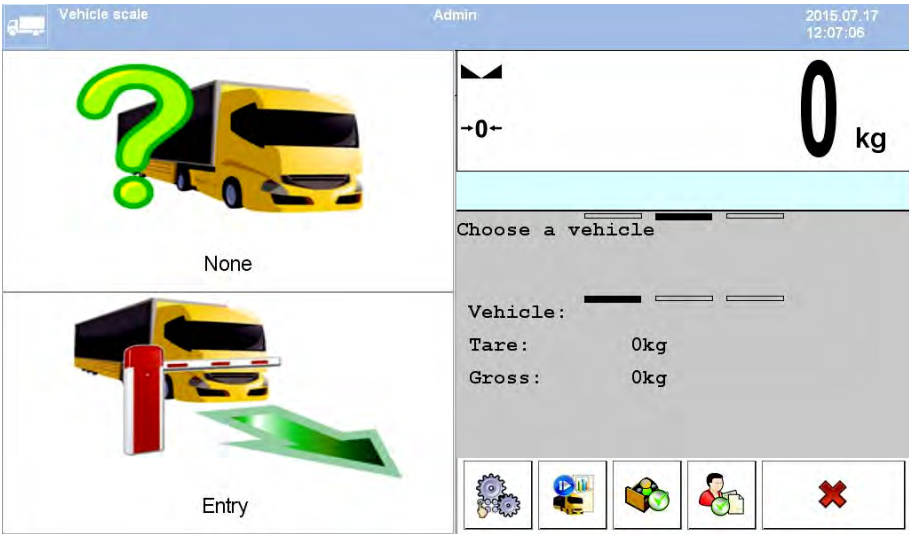 Vehicle scale
Admin
2015.07.17
12:07:06
None
Entry
→0←
0 kg
Choose a vehicle
Vehicle:
Tare: 0kg
Gross: 0kg